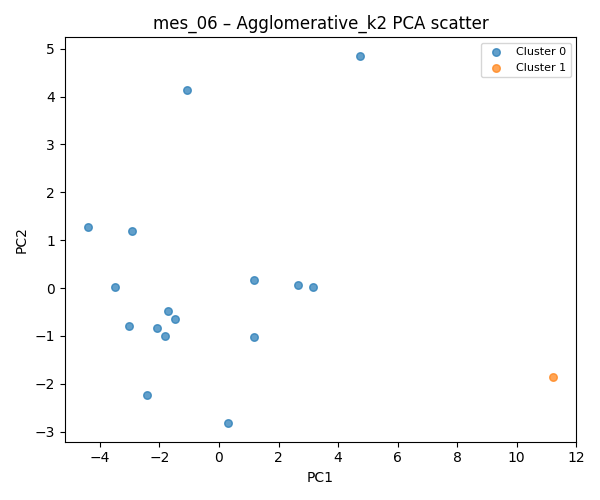 mes_06 – Agglomerative_k2 PCA scatter
Cluster 0
Cluster 1
5
4
3
2
1
0
−1
−2
−3
PC2
−4 −2 0 2 4 6 8 10 12
PC1